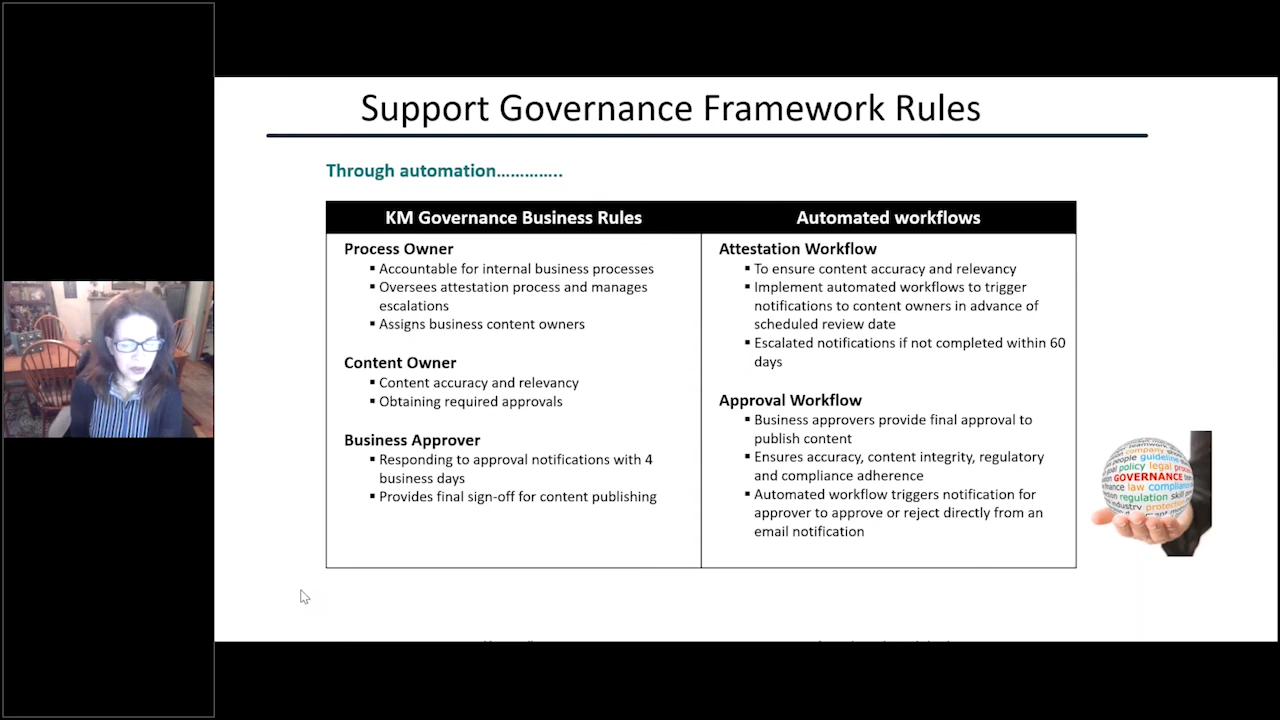 Support Governance Framework Rules
Through automation…………..
KM Governance Business Rules
Process Owner
▪ Accountable for internal business processes
▪ Oversees attestation process and manages
escalations
▪ Assigns business content owners
Content Owner
▪ Content accuracy and relevancy
▪ Obtaining required approvals
Business Approver
▪ Responding to approval notifications with 4
business days
▪ Provides final sign-off for content publishing
Automated workflows
Attestation Workflow
▪ To ensure content accuracy and relevancy
▪ Implement automated workflows to trigger
notifications to content owners in advance of
scheduled review date
▪ Escalated notifications if not completed within 60
days
Approval Workflow
▪ Business approvers provide final approval to
publish content
▪ Ensures accuracy, content integrity, regulatory
and compliance adherence
▪ Automated workflow triggers notification for
approver to approve or reject directly from an
email notification
company
people guideline
policy legal
GOVERNANCE
law
regulation skill